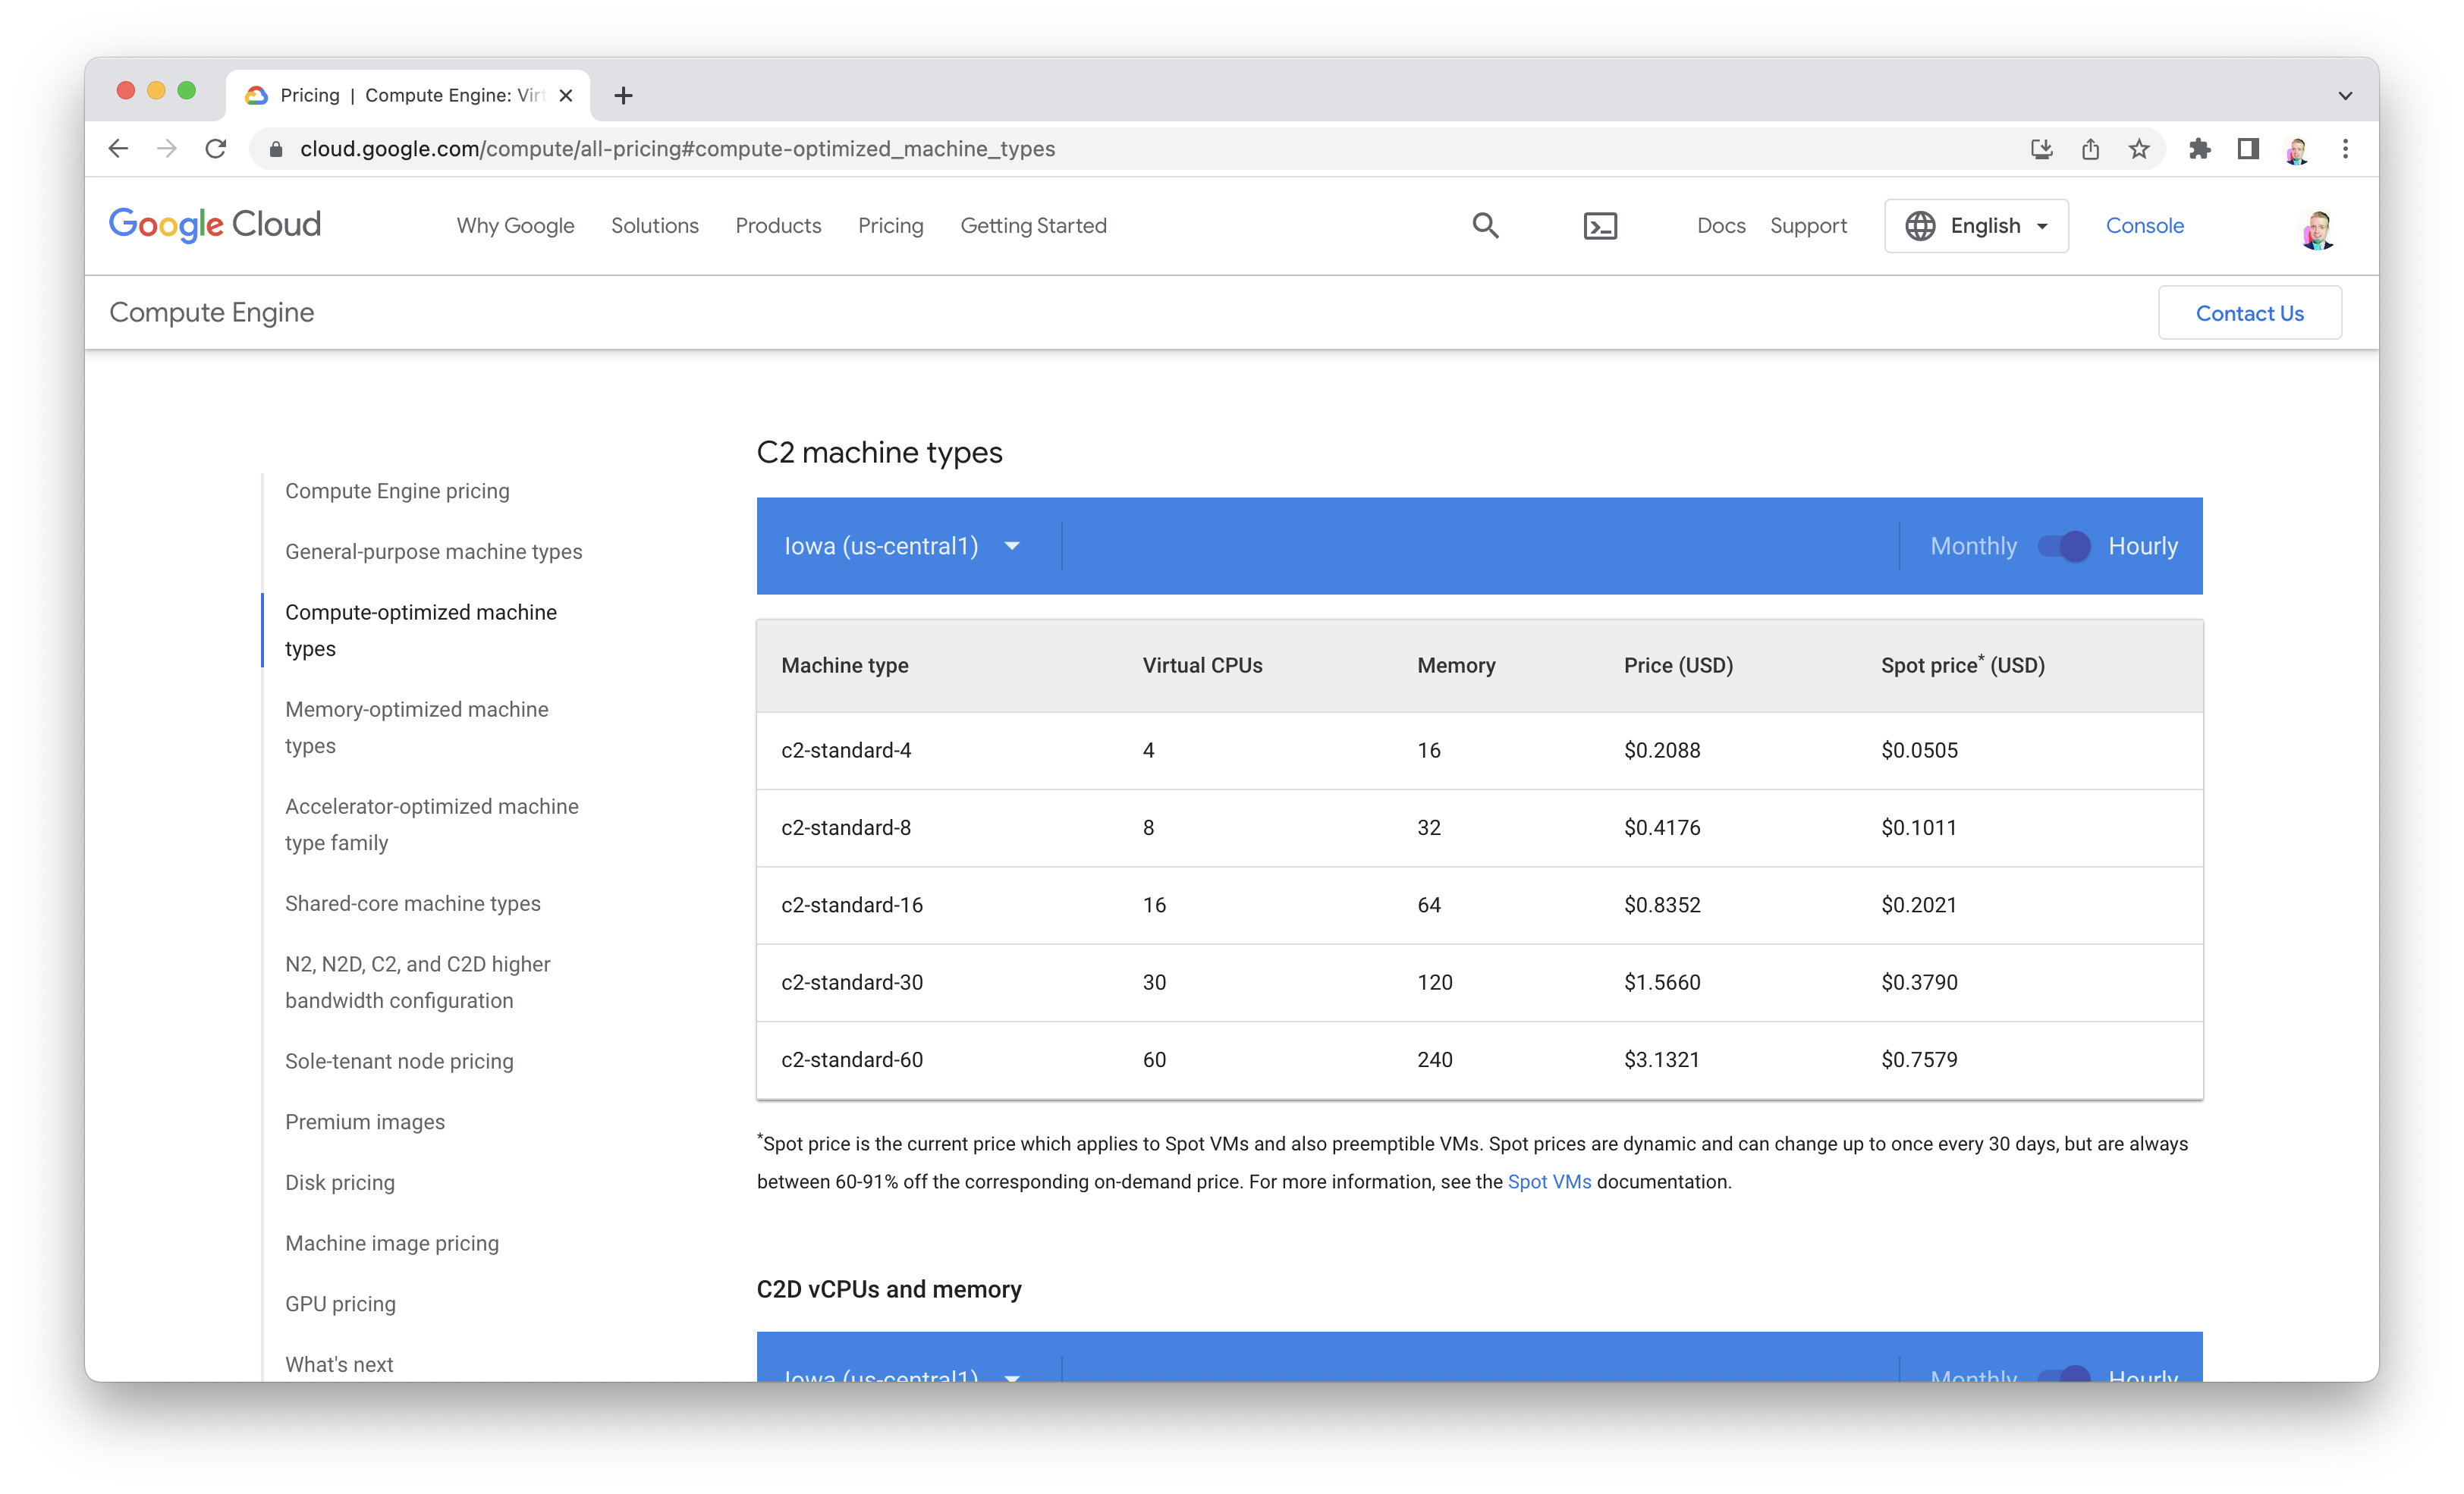 Pricing | Compute Engine: Virt
cloud.google.com/compute/all-pricing#compute-optimized_machine_types
Google Cloud Why Google Solutions Products Pricing Getting Started Docs Support English Console
Compute Engine Contact Us
Compute Engine pricing
General-purpose machine types
Compute-optimized machine
types
Memory-optimized machine
types
Accelerator-optimized machine
type family
Shared-core machine types
N2, N2D, C2, and C2D higher
bandwidth configuration
Sole-tenant node pricing
Premium images
Disk pricing
Machine image pricing
GPU pricing
What's next
C2 machine types
Iowa (us-central1) Monthly Hourly
Machine type Virtual CPUs Memory Price (USD) Spot price* (USD)
c2-standard-4 4 16 $0.2088 $0.0505
c2-standard-8 8 32 $0.4176 $0.1011
c2-standard-16 16 64 $0.8352 $0.2021
c2-standard-30 30 120 $1.5660 $0.3790
c2-standard-60 60 240 $3.1321 $0.7579
*Spot price is the current price which applies to Spot VMs and also preemptible VMs. Spot prices are dynamic and can change up to once every 30 days, but are always
between 60-91% off the corresponding on-demand price. For more information, see the Spot VMs documentation.
C2D vCPUs and memory
Iowa (us-central1) Monthly Hourly